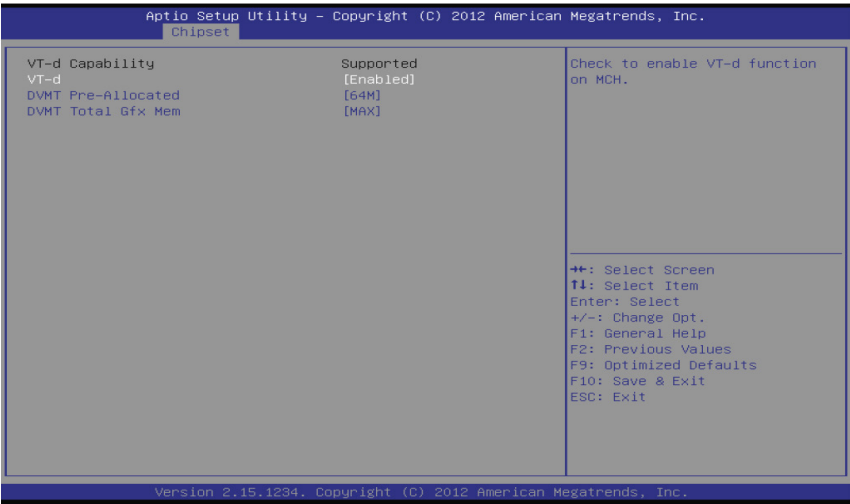 Aptio Setup Utility – Copyright (C) 2012 American Megatrends, Inc.
Chipset
VT-d Capability Supported
VT-d [Enabled]
DVMT Pre-Allocated [64M]
DVMT Total Gfx Mem [MAX]
Check to enable VT-d function
on MCH.
→←: Select Screen
↑↓: Select Item
Enter: Select
+/-: Change Opt.
F1: General Help
F2: Previous Values
F9: Optimized Defaults
F10: Save & Exit
ESC: Exit
Version 2.15.1234. Copyright (C) 2012 American Megatrends, Inc.